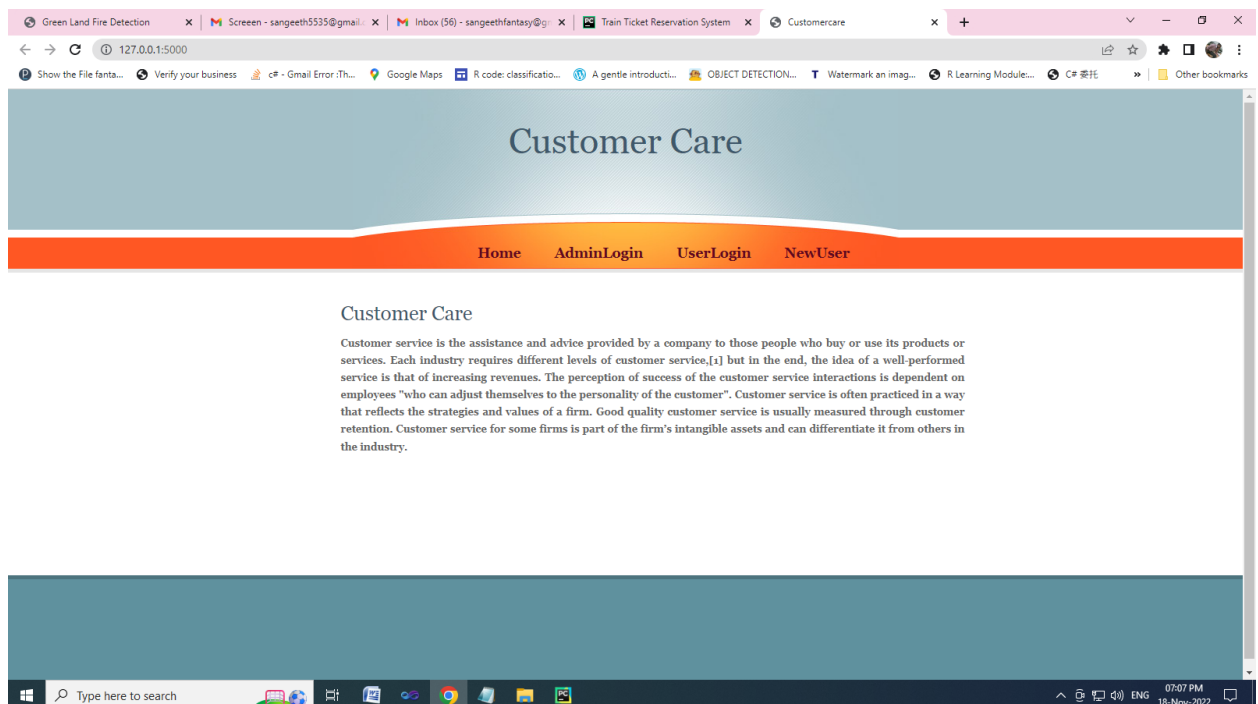 Green Land Fire Detection
Screeen - sangeeth5535@gmail.c
Inbox (56) - sangeethfantasy@gm
Train Ticket Reservation System
Customercare
127.0.0.1:5000
Show the File fanta...
Verify your business
c# - Gmail Error :Th...
Google Maps
R code: classificatio...
A gentle introducti...
OBJECT DETECTION...
Watermark an imag...
R Learning Module:...
C# 委托
»
Other bookmarks
Customer Care
Home AdminLogin UserLogin NewUser
Customer Care
Customer service is the assistance and advice provided by a company to those people who buy or use its products or
services. Each industry requires different levels of customer service,[1] but in the end, the idea of a well-performed
service is that of increasing revenues. The perception of success of the customer service interactions is dependent on
employees "who can adjust themselves to the personality of the customer". Customer service is often practiced in a way
that reflects the strategies and values of a firm. Good quality customer service is usually measured through customer
retention. Customer service for some firms is part of the firm's intangible assets and can differentiate it from others in
the industry.
Type here to search
ENG
07:07 PM
18-Nov-2022